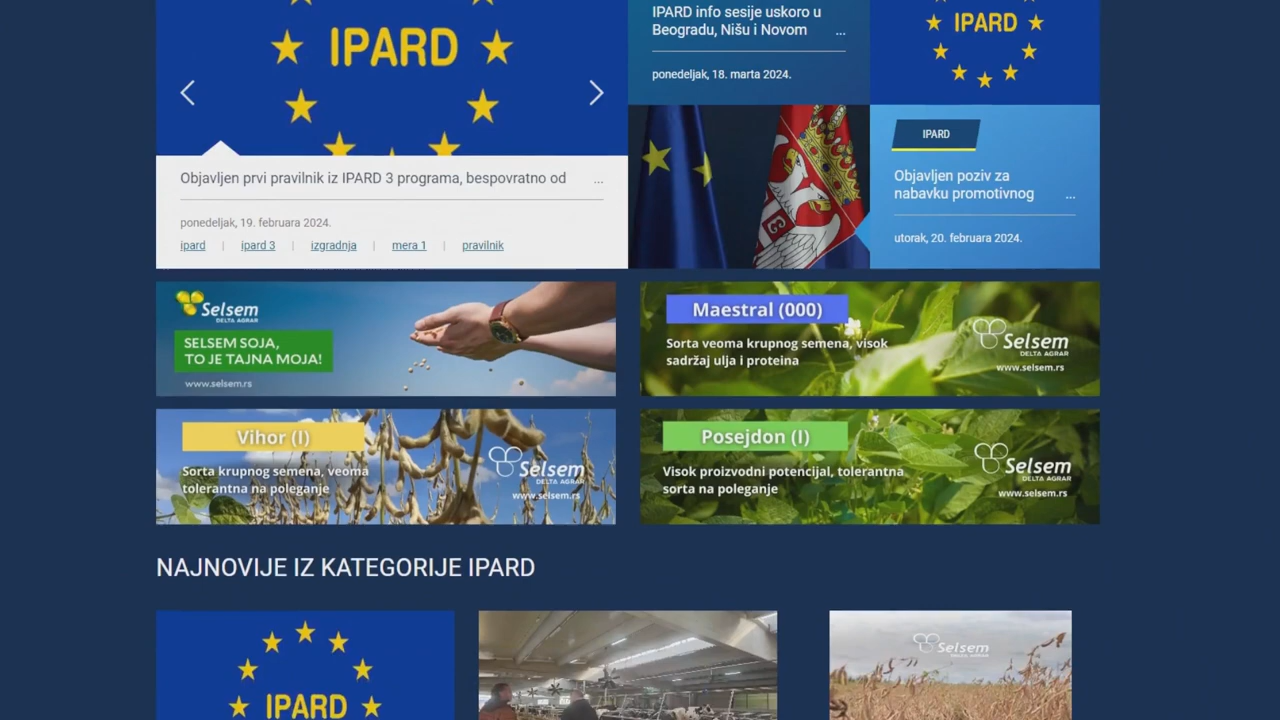 IPARD
Objavljen prvi pravilnik iz IPARD 3 programa, bespovratno od ...
ponedeljak, 19. februara 2024.
ipard | ipard 3 | izgradnja | mera 1 | pravilnik
IPARD info sesije uskoro u
Beogradu, Nišu i Novom ...
ponedeljak, 18. marta 2024.
IPARD
IPARD
Objavljen poziv za
nabavku promotivnog ...
utorak, 20. februara 2024.
Selsem
DELTA AGRAR
SELSEM SOJA,
TO JE TAJNA MOJA!
www.selsem.rs
Maestral (000)
Sorta veoma krupnog semena, visok
sadržaj ulja i proteina
Selsem
DELTA AGRAR
www.selsem.rs
Vihor (I)
Sorta krupnog semena, veoma
tolerantna na poleganje
Selsem
DELTA AGRAR
www.selsem.rs
Posejdon (I)
Visok proizvodni potencijal, tolerantna
sorta na poleganje
Selsem
DELTA AGRAR
www.selsem.rs
NAJNOVIJE IZ KATEGORIJE IPARD
IPARD
Selsem
DELTA AGRAR